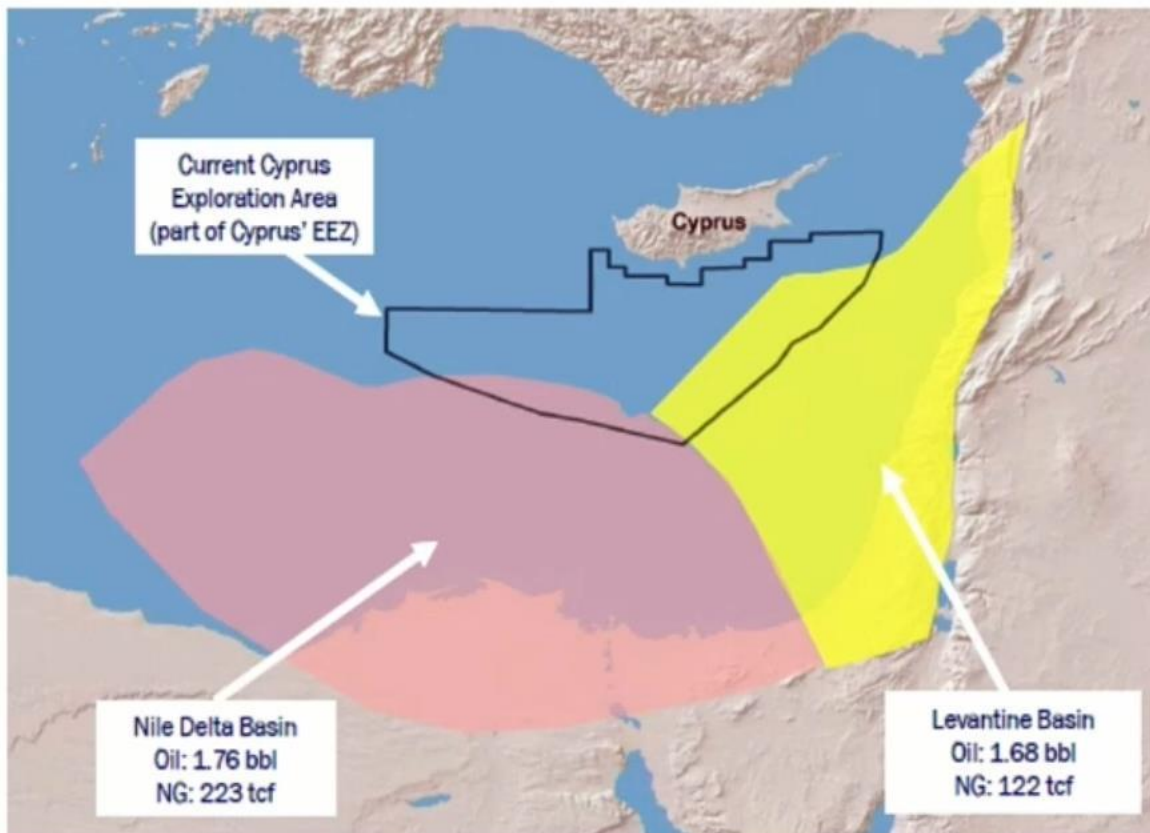 Current Cyprus
Exploration Area
(part of Cyprus' EEZ)
Cyprus
Nile Delta Basin
Oil: 1.76 bbl
NG: 223 tcf
Levantine Basin
Oil: 1.68 bbl
NG: 122 tcf